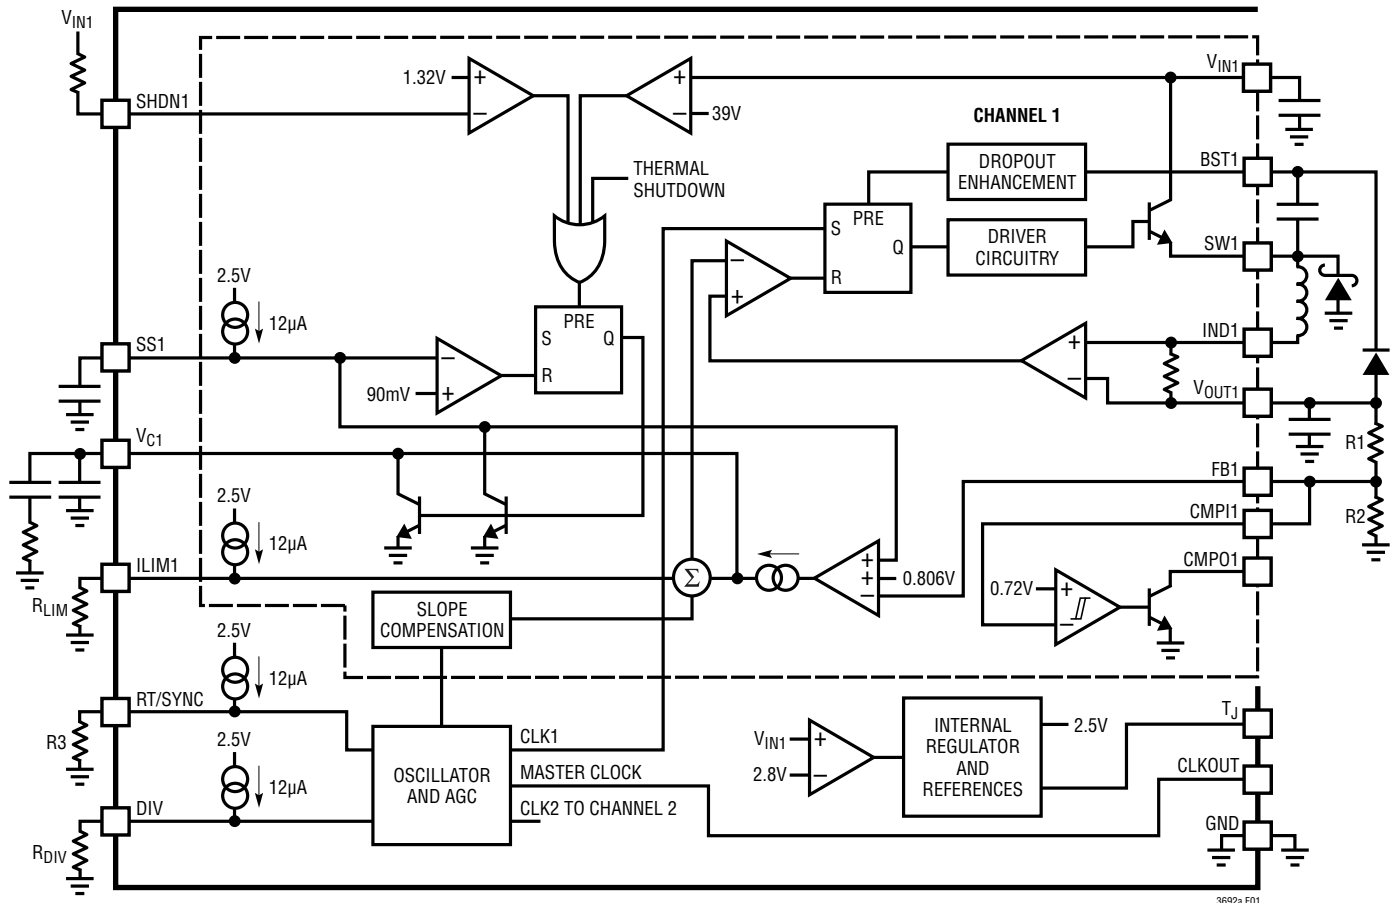 VIN1
SHDN1
1.32V
+
–
+
–
39V
THERMAL
SHUTDOWN
CHANNEL 1
VIN1
DROPOUT
ENHANCEMENT
BST1
PRE
S
Q
R
DRIVER
CIRCUITRY
SW1
–
+
2.5V
12µA
SS1
90mV
–
+
PRE
S
Q
R
IND1
+
–
VOUT1
R1
R2
VC1
2.5V
12µA
ILIM1
RLIM
Σ
+
+
–
0.806V
FB1
CMPI1
CMPO1
0.72V
+
–
SLOPE
COMPENSATION
2.5V
12µA
RT/SYNC
R3
2.5V
12µA
DIV
RDIV
OSCILLATOR
AND AGC
CLK1
MASTER CLOCK
CLK2 TO CHANNEL 2
VIN1
2.8V
+
–
INTERNAL
REGULATOR
AND
REFERENCES
2.5V
TJ
CLKOUT
GND
3692a F01